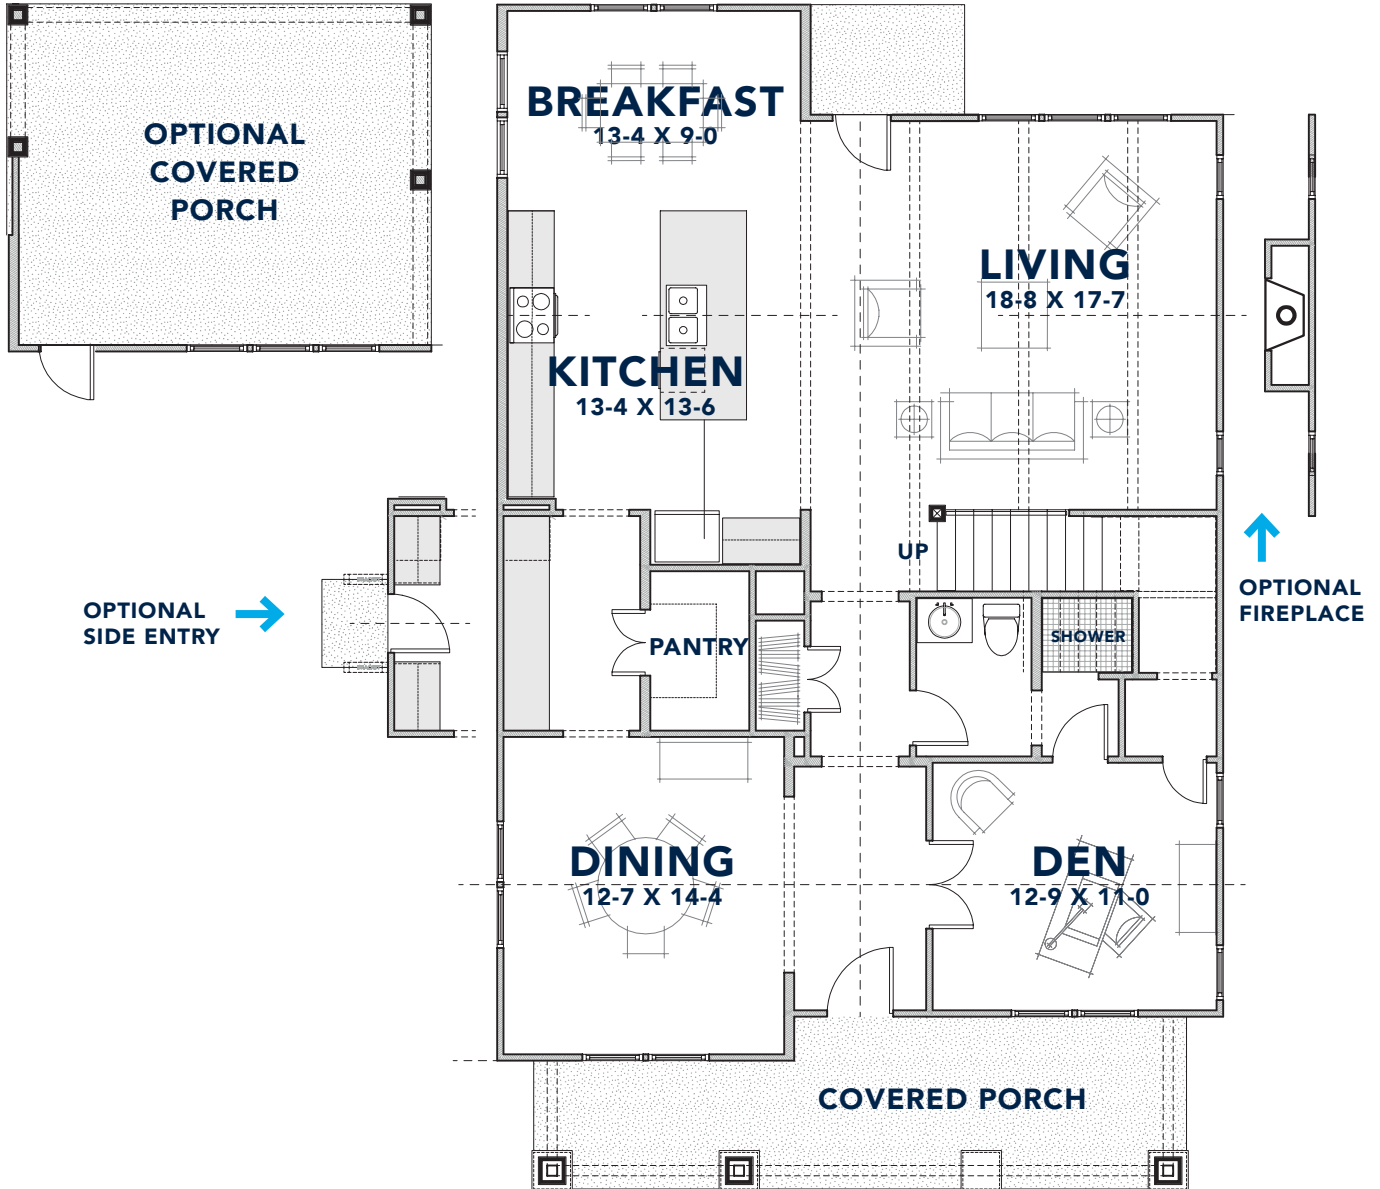 OPTIONAL
COVERED
PORCH
BREAKFAST
13-4 X 9-0
LIVING
18-8 X 17-7
KITCHEN
13-4 X 13-6
UP
OPTIONAL
SIDE ENTRY
OPTIONAL
FIREPLACE
PANTRY
SHOWER
DINING
12-7 X 14-4
DEN
12-9 X 11-0
COVERED PORCH